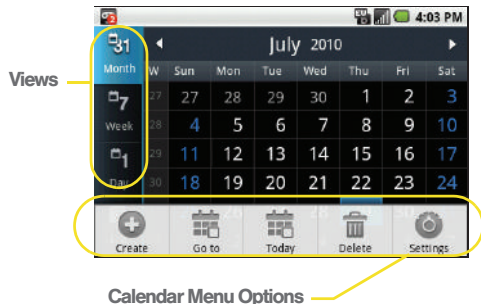 4:03 PM
31 July 2010
Month W Sun Mon Tue Wed Thu Fri Sat
Views
27 27 28 29 30 1 2 3
7
Week 28 4 5 6 7 8 9 10
1 29 11 12 13 14 15 16 17
Day 30 18 19 20 21 22 23 24
Create Go to Today Delete Settings
Calendar Menu Options